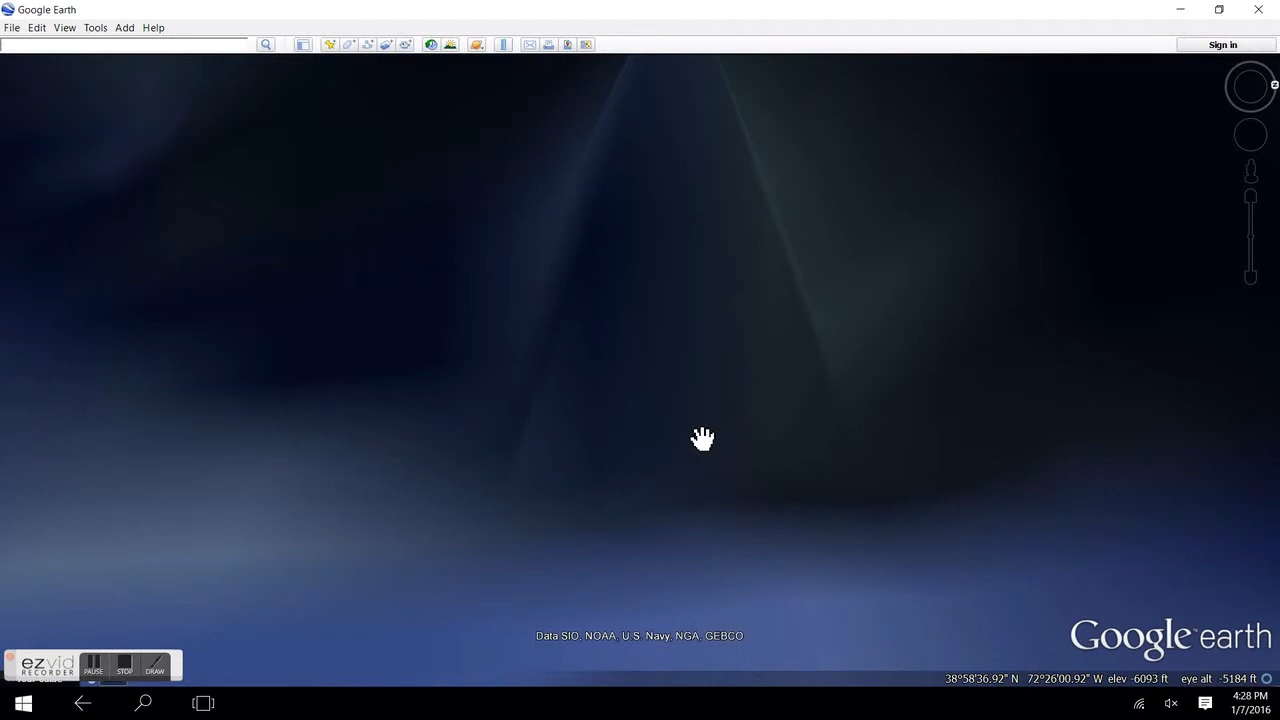 Google Earth
File Edit View Tools Add Help
Sign in
N
Data SIO, NOAA, U.S. Navy, NGA, GEBCO
Google earth
ezvid
RECORDER
PAUSE STOP DRAW
38°58'36.92" N 72°26'00.92" W elev -6093 ft eye alt -5184 ft
4:28 PM
1/7/2016